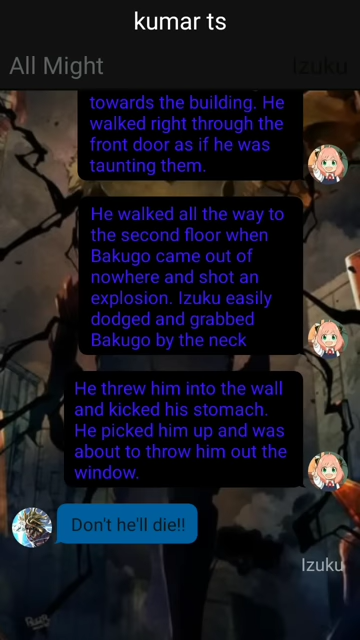 kumar ts
All Might
Izuku
towards the building. He
walked right through the
front door as if he was
taunting them.
He walked all the way to
the second floor when
Bakugo came out of
nowhere and shot an
explosion. Izuku easily
dodged and grabbed
Bakugo by the neck
He threw him into the wall
and kicked his stomach.
He picked him up and was
about to throw him out the
window.
Don't he'll die!!
Izuku